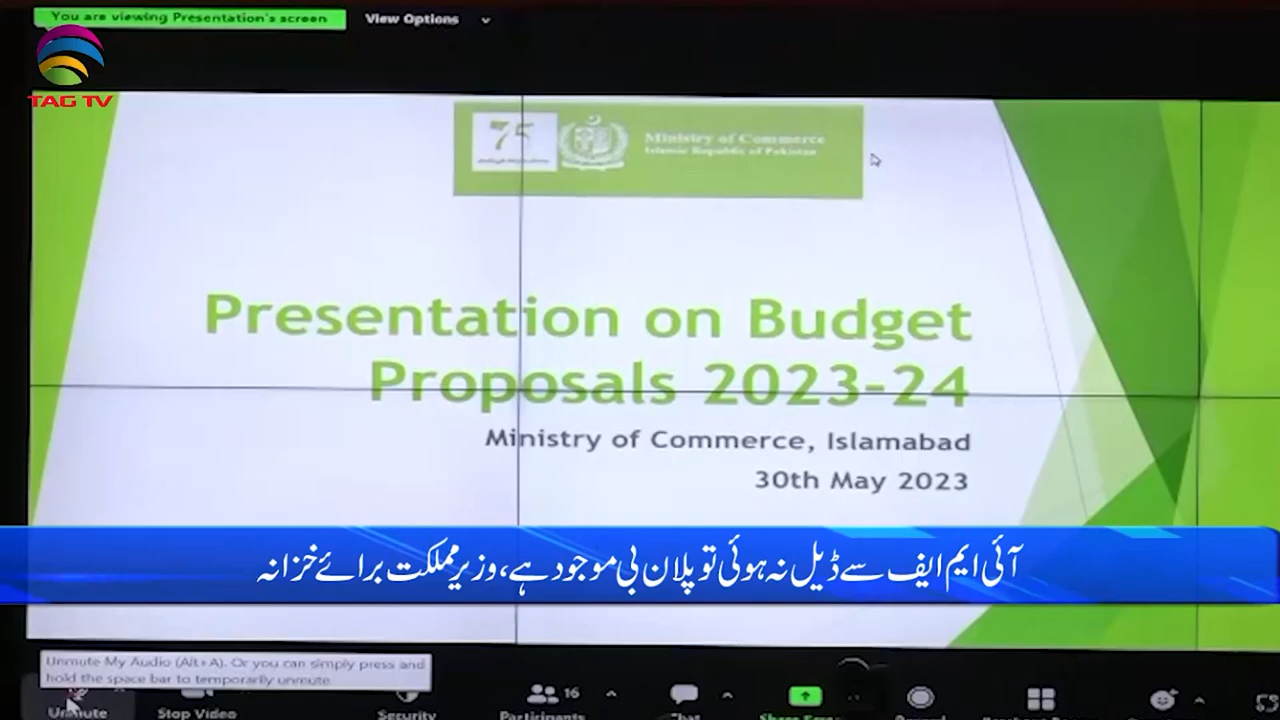 You are viewing Presentation's screen
View Options
TAG TV
75
Ministry of Commerce
Islamic Republic of Pakistan
Presentation on Budget
Proposals 2023-24
Ministry of Commerce, Islamabad
30th May 2023
آئی ایم ایف سے ڈیل نہ ہوئی تو پلان بی موجود ہے، وزیرِ مملکت برائے خزانہ
Unmute My Audio (Alt+A). Or you can simply press and
hold the space bar to temporarily unmute.
Unmute
Stop Video
Security
Participants
16
Chat